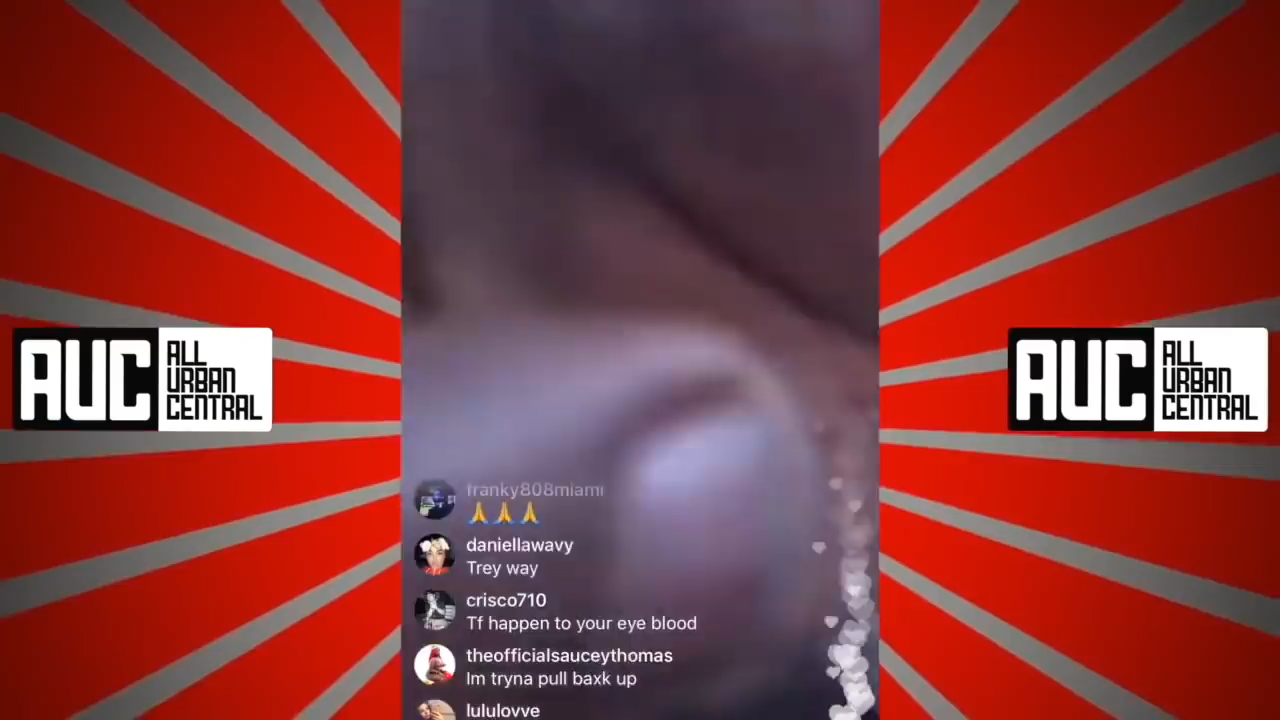 AUC
ALL
URBAN
CENTRAL
franky808miami
🙏🙏🙏
daniellawavy
Trey way
crisco710
Tf happen to your eye blood
theofficialsauceythomas
Im tryna pull baxk up
lululovve
AUC
ALL
URBAN
CENTRAL